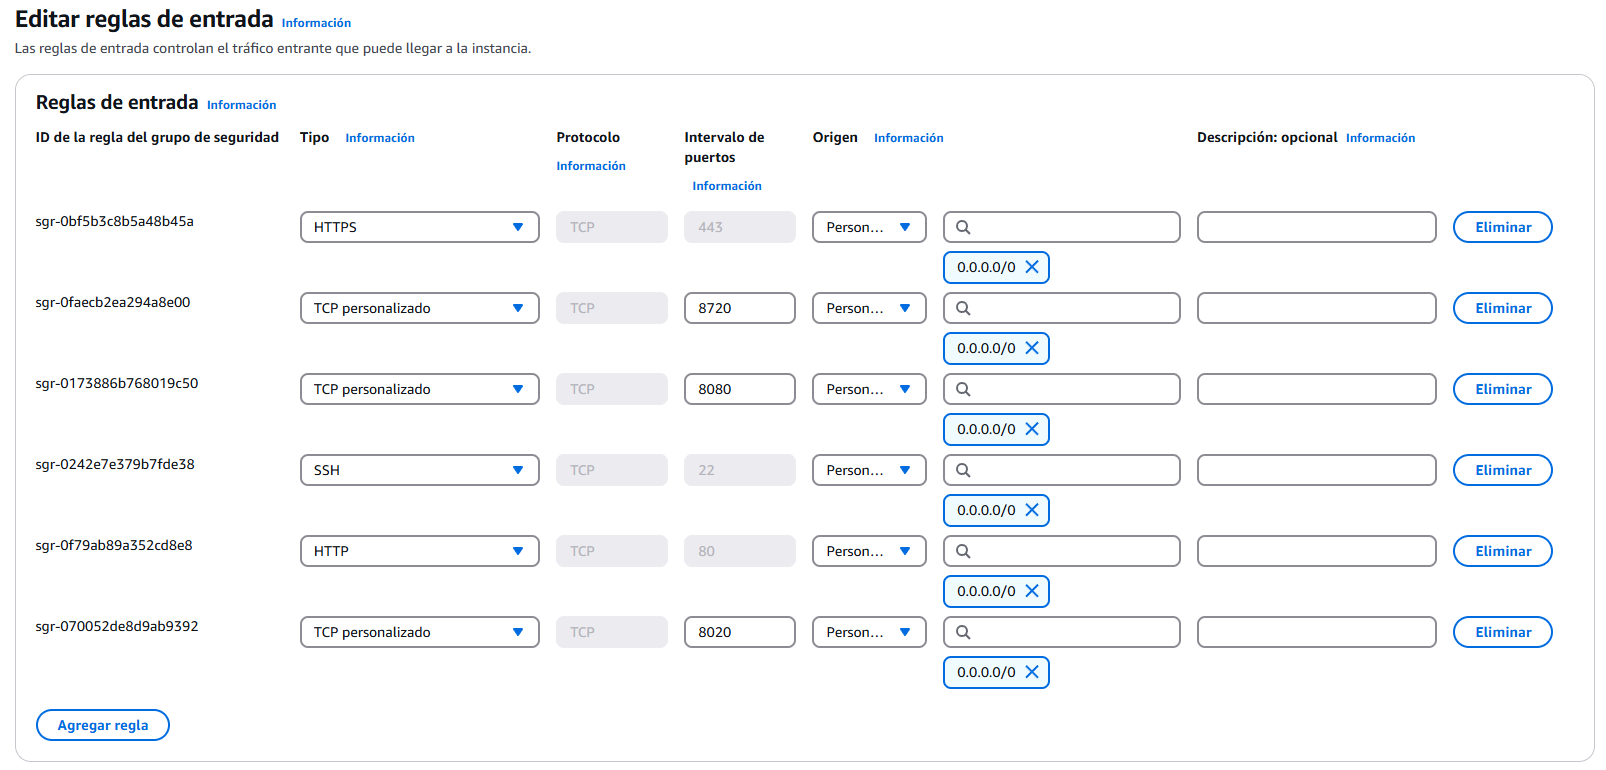 Editar reglas de entrada Información
Las reglas de entrada controlan el tráfico entrante que puede llegar a la instancia.
Reglas de entrada Información
ID de la regla del grupo de seguridad Tipo Información Protocolo Información Intervalo de puertos Información Origen Información Descripción: opcional Información
sgr-0bf5b3c8b5a48b45a HTTPS TCP 443 Person... Eliminar
0.0.0.0/0
sgr-0faecb2ea294a8e00 TCP personalizado TCP 8720 Person... Eliminar
0.0.0.0/0
sgr-0173886b768019c50 TCP personalizado TCP 8080 Person... Eliminar
0.0.0.0/0
sgr-0242e7e379b7fde38 SSH TCP 22 Person... Eliminar
0.0.0.0/0
sgr-0f79ab89a352cd8e8 HTTP TCP 80 Person... Eliminar
0.0.0.0/0
sgr-070052de8d9ab9392 TCP personalizado TCP 8020 Person... Eliminar
0.0.0.0/0
Agregar regla